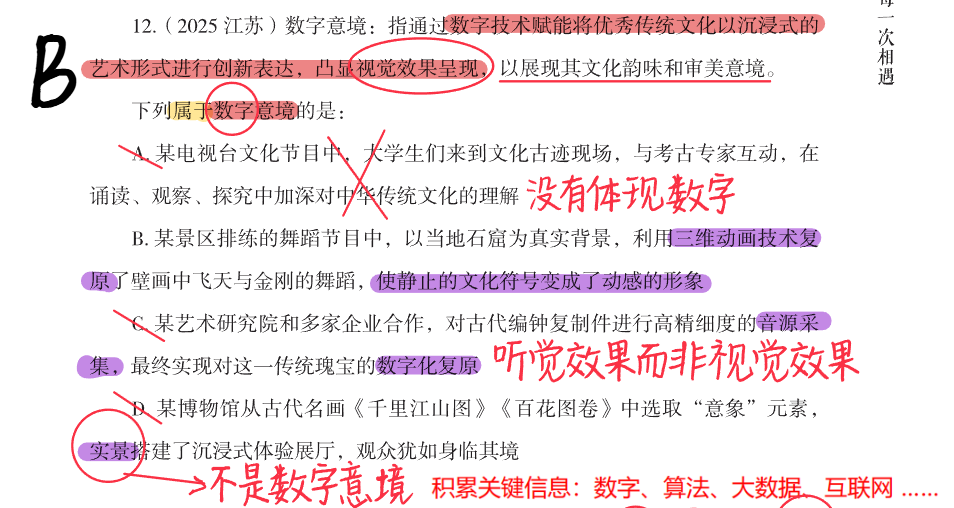 每一次相遇
12.（2025江苏）数字意境：指通过数字技术赋能将优秀传统文化以沉浸式的
艺术形式进行创新表达，凸显视觉效果呈现，以展现其文化韵味和审美意境。
B
下列属于数字意境的是：
A. 某电视台文化节目中，大学生们来到文化古迹现场，与考古专家互动，在
诵读、观察、探究中加深对中华传统文化的理解 没有体现数字
B. 某景区排练的舞蹈节目中，以当地石窟为真实背景，利用三维动画技术复
原了壁画中飞天与金刚的舞蹈，使静止的文化符号变成了动感的形象
C. 某艺术研究院和多家企业合作，对古代编钟复制件进行高精细度的音源采
集，最终实现对这一传统瑰宝的数字化复原 听觉效果而非视觉效果
D. 某博物馆从古代名画《千里江山图》《百花图卷》中选取“意象”元素，
实景搭建了沉浸式体验展厅，观众犹如身临其境
不是数字意境 积累关键信息：数字、算法、大数据、互联网 ……